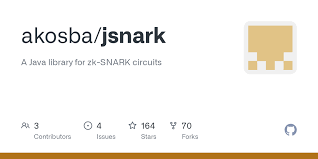 akosba/jsnark
A Java library for zk-SNARK circuits
3 4 164 70
Contributors Issues Stars Forks